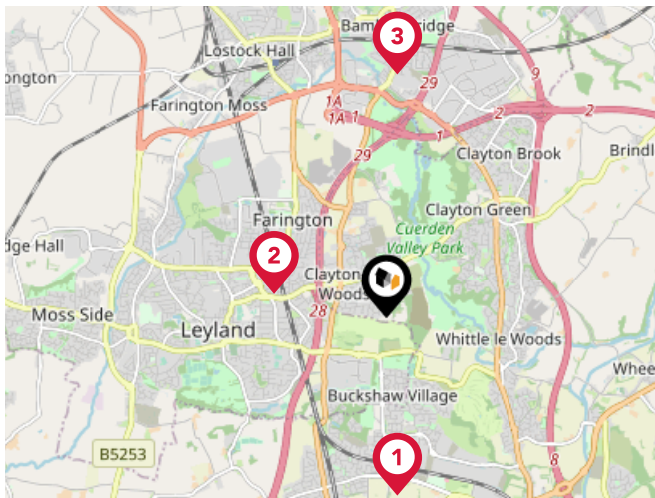 Bam
ridge
3
Lostock Hall
29
9
ongton
Farington Moss
1A
1A
1
2
2
1
29
Clayton Brook
Brindl
Clayton Green
Farington
Cuerden
Valley Park
dge Hall
2
Clayton
Woods
28
Moss Side
Leyland
Whittle le Woods
Whee
Buckshaw Village
B5253
1
8